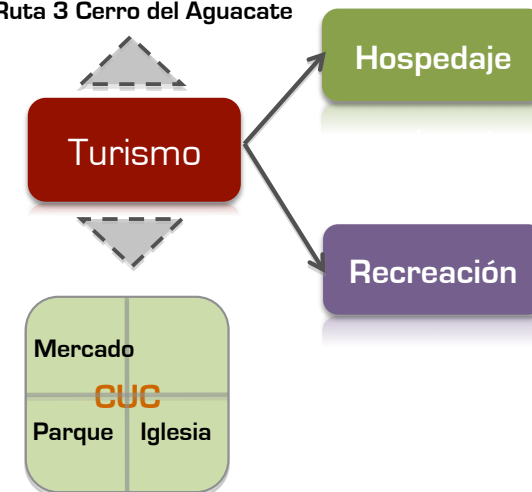 Ruta 3 Cerro del Aguacate
Hospedaje
Turismo
Recreación
Mercado
CUC
Parque Iglesia